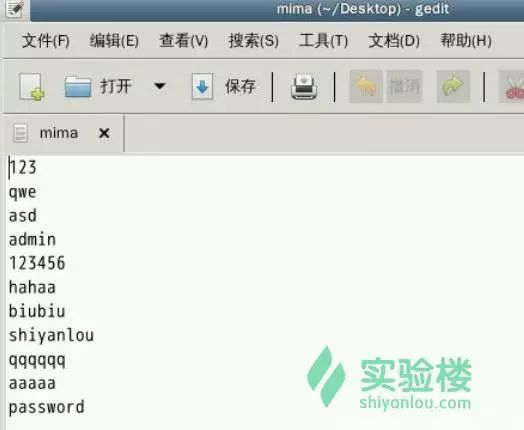 mima (~/Desktop) - gedit
文件(F) 编辑(E) 查看(V) 搜索(S) 工具(T) 文档(D) 帮助(H)
打开 保存 撤消
mima
123
qwe
asd
admin
123456
hahaa
biubiu
shiyanlou
qqqqqq
aaaaa
password
实验楼
shiyanlou.com